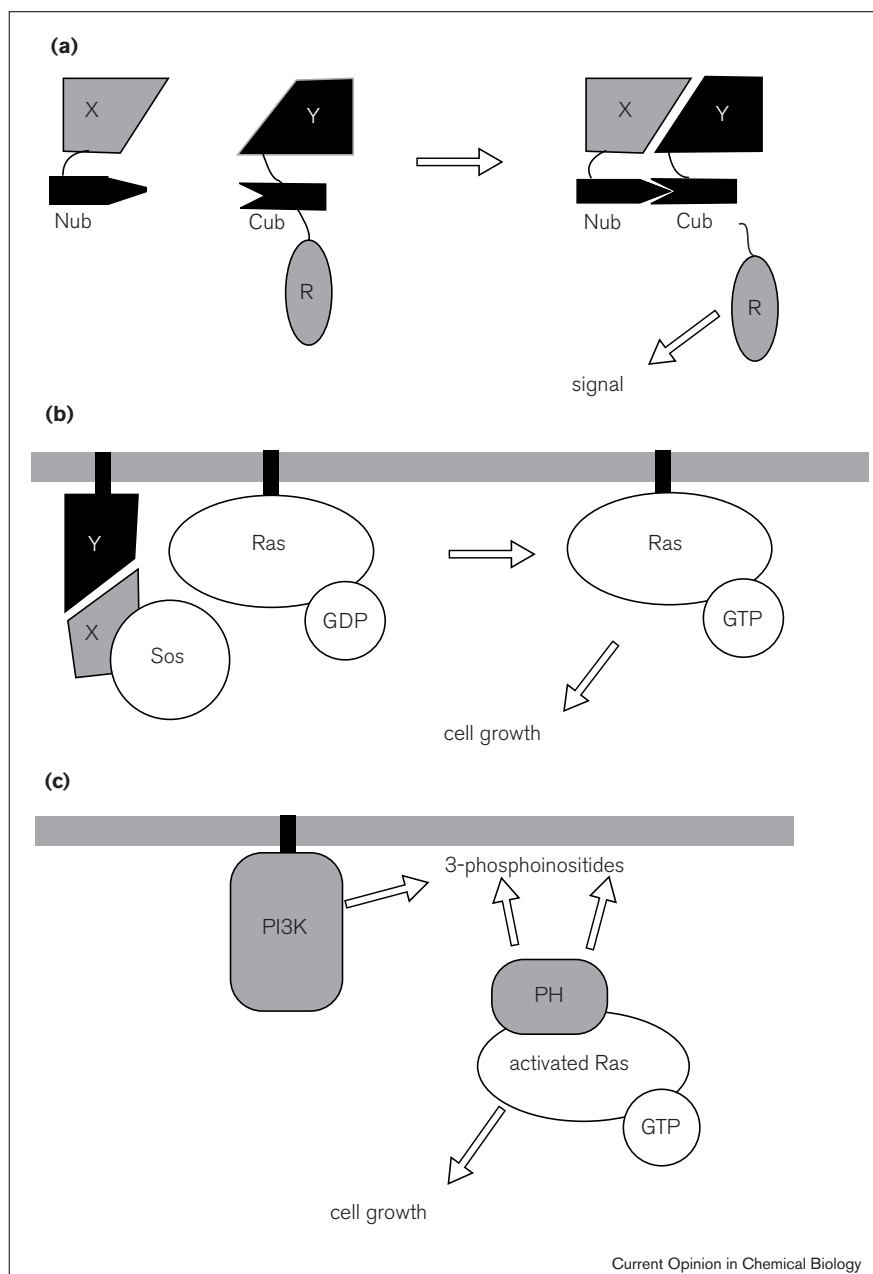 (a)
X
Y
X
Y
Nub
Cub
Nub
Cub
R
R
signal
(b)
Y
Ras
Ras
GDP
GTP
X
Sos
cell growth
(c)
3-phosphoinositides
PI3K
PH
activated Ras
GTP
cell growth
Current Opinion in Chemical Biology